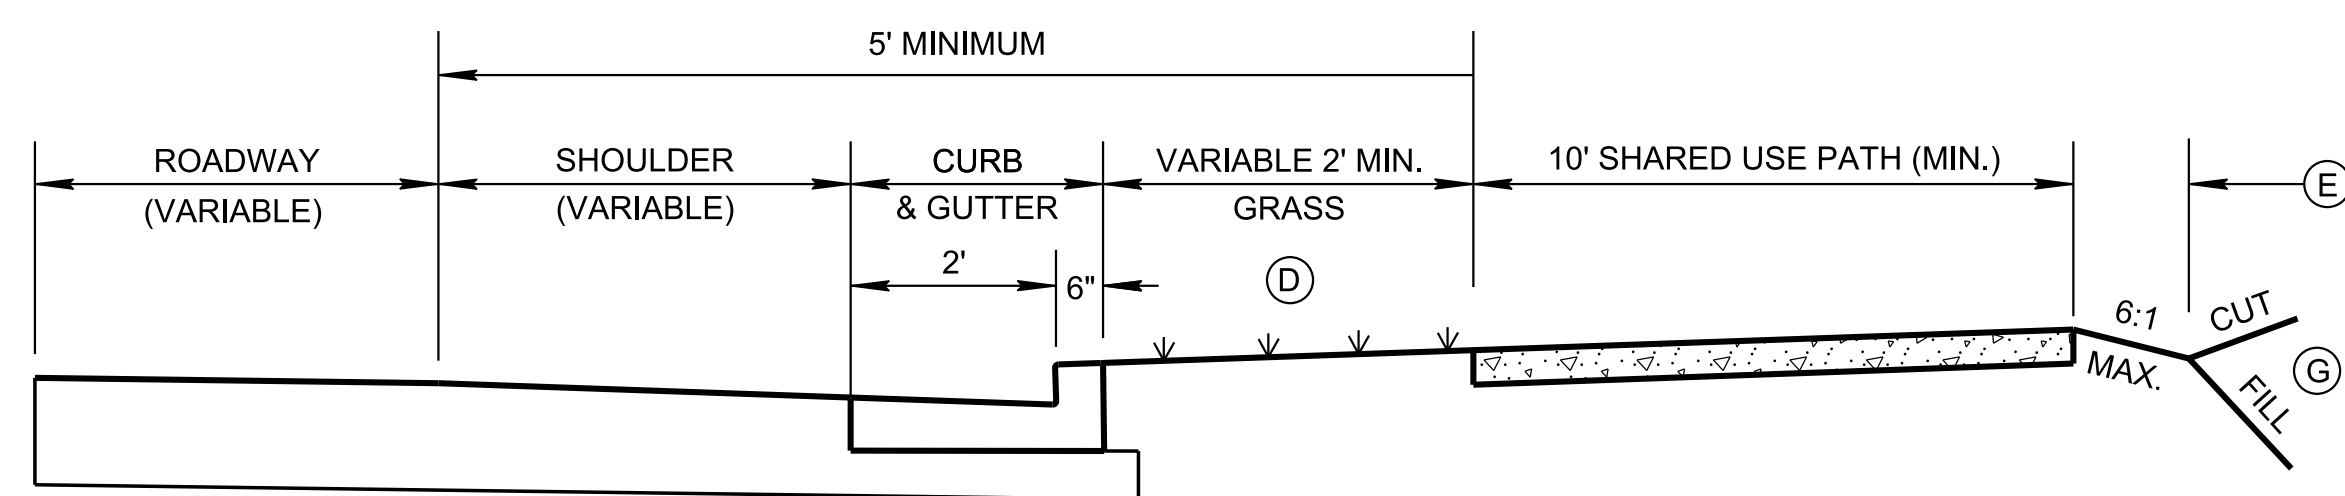 5' MINIMUM
ROADWAY
(VARIABLE)
SHOULDER
(VARIABLE)
CURB
& GUTTER
VARIABLE 2' MIN.
GRASS
10' SHARED USE PATH (MIN.)
E
2'
6"
D
6:1
MAX.
CUT
G
FILL